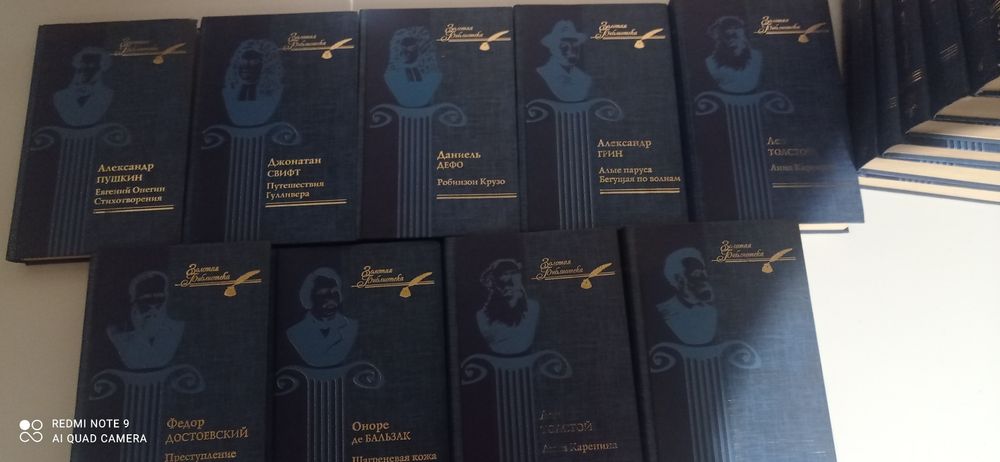 Золотая
Библиотека
Александр
ПУШКИН
Евгений Онегин
Стихотворения
Золотая
Библиотека
Джонатан
СВИФТ
Путешествия
Гулливера
Золотая
Библиотека
Даниель
ДЕФО
Робинзон Крузо
Золотая
Библиотека
Александр
ГРИН
Алые паруса
Бегущая по волнам
Золотая
Библиотека
ТОЛСТОЙ
Анна
Золотая
Библиотека
Федор
ДОСТОЕВСКИЙ
Преступление
Золотая
Библиотека
Оноре
де БАЛЬЗАК
Шагреневая кожа
Золотая
Библиотека
ТОЛСТОЙ
Анна Каренина
Золотая
Библиотека
REDMI NOTE 9
AI QUAD CAMERA